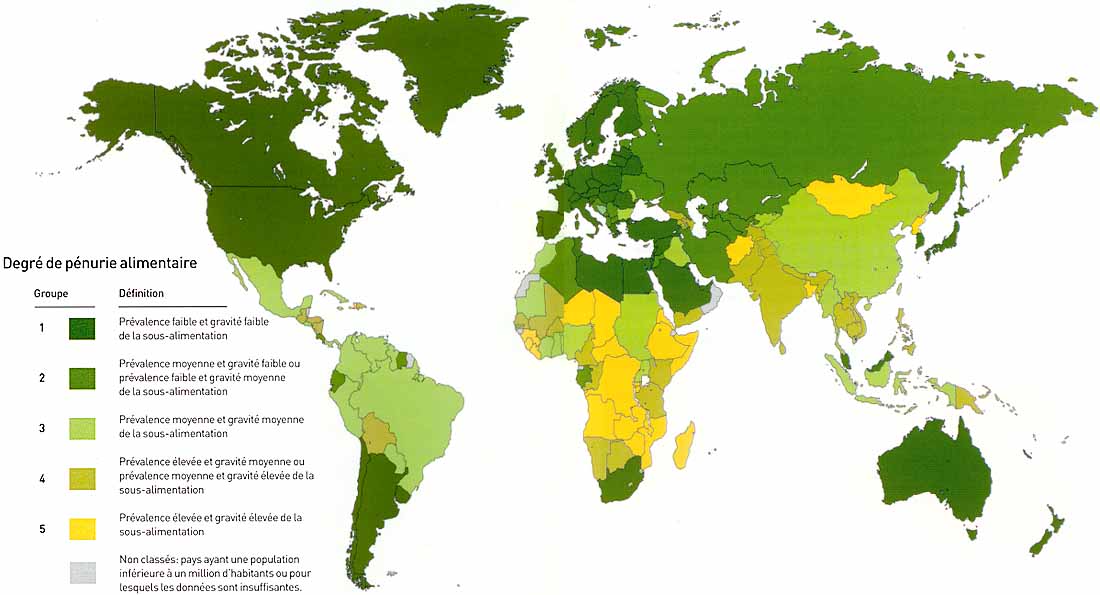 Degré de pénurie alimentaire
Groupe Définition
1 Prévalence faible et gravité faible
de la sous-alimentation
2 Prévalence moyenne et gravité faible ou
prévalence faible et gravité moyenne
de la sous-alimentation
3 Prévalence moyenne et gravité moyenne
de la sous-alimentation
4 Prévalence élevée et gravité moyenne ou
prévalence moyenne et gravité élevée de la
sous-alimentation
5 Prévalence élevée et gravité élevée de la
sous-alimentation
Non classés: pays ayant une population
inférieure à un million d'habitants ou pour
lesquels les données sont insuffisantes.